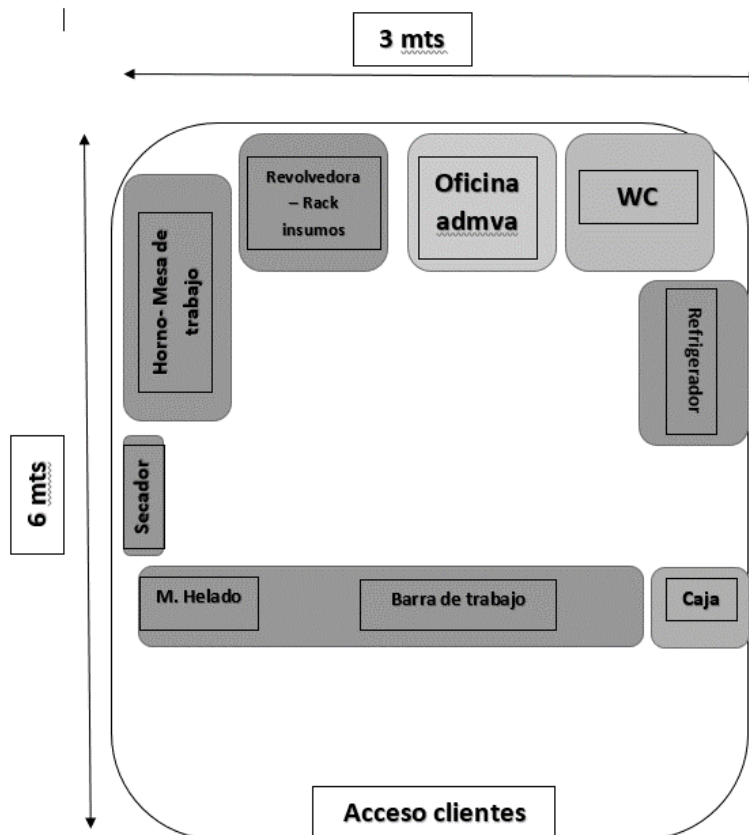 3 mts
6 mts
Revolvedora
– Rack
insumos
Oficina
admva
WC
Horno- Mesa de
trabajo
Refrigerador
Secador
M. Helado
Barra de trabajo
Caja
Acceso clientes